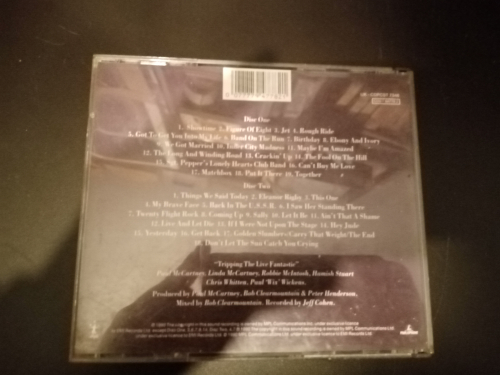 Disc One
1. Showtime 2. Figure Of Eight 3. Jet 4. Rough Ride
5. Got To Get You Into My Life 6. Band On The Run 7. Birthday 8. Ebony And Ivory
9. We Got Married 10. Inner City Madness 11. Maybe I'm Amazed
12. The Long And Winding Road 13. Crackin' Up 14. The Fool On The Hill
15. Sgt. Pepper's Lonely Hearts Club Band 16. Can't Buy Me Love
17. Matchbox 18. Put It There 19. Together
Disc Two
1. Things We Said Today 2. Eleanor Rigby 3. This One
4. My Brave Face 5. Back In The U.S.S.R. 6. I Saw Her Standing There
7. Twenty Flight Rock 8. Coming Up 9. Sally 10. Let It Be 11. Ain't That A Shame
12. Live And Let Die 13. If I Were Not Upon The Stage 14. Hey Jude
15. Yesterday 16. Get Back 17. Golden Slumbers/Carry That Weight/The End
18. Don't Let The Sun Catch You Crying
"Tripping The Live Fantastic"
Paul McCartney, Linda McCartney, Robbie McIntosh, Hamish Stuart
Chris Whitten, Paul 'Wix' Wickens.
Produced by Paul McCartney, Bob Clearmountain & Peter Henderson.
Mixed by Bob Clearmountain. Recorded by Jeff Cohen.